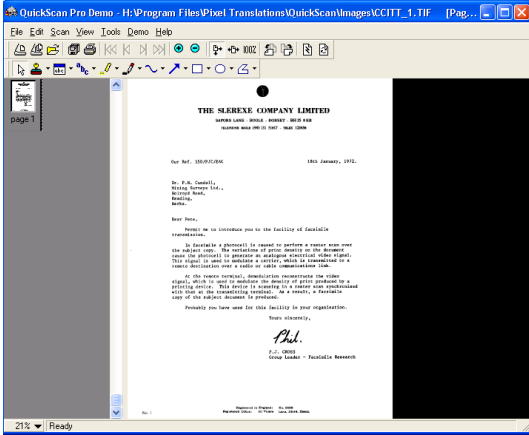 QuickScan Pro Demo - H:\Program Files\Pixel Translations\QuickScan\Images\CCITT_1.TIF [Pag...
File Edit Scan View Tools Demo Help
100%
abc
page 1
THE SLEREXE COMPANY LIMITED
SAPORS LANE - BOOLE - DORSET - BH25 8ER
TELEPHONE BOOLE (945 13) 51617 - TELEX 123456
Our Ref. 350/PJC/EAC 18th January, 1972.
Dr. P.N. Cundall,
Mining Surveys Ltd.,
Holroyd Road,
Reading,
Berks.
Dear Pete,
Permit me to introduce you to the facility of facsimile
transmission.
In facsimile a photocell is caused to perform a raster scan over
the subject copy. The variations of print density on the document
cause the photocell to generate an analogous electrical video signal.
This signal is used to modulate a carrier, which is transmitted to a
remote destination over a radio or cable communications link.
At the remote terminal, demodulation reconstructs the video
signal, which is used to modulate the density of print produced by a
printing device. This device is scanning in a raster scan synchronised
with that at the transmitting terminal. As a result, a facsimile
copy of the subject document is produced.
Probably you have uses for this facility in your organisation.
Yours sincerely,
Phil.
P.J. CROSS
Group Leader - Facsimile Research
Registered in England:
Registered Office:
21% Ready